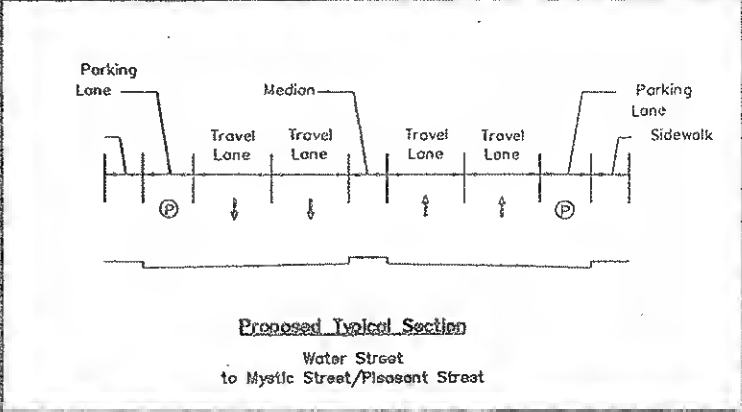 Parking
Lane
Median
Parking
Lane
Travel
Lane
Travel
Lane
Travel
Lane
Travel
Lane
Sidewalk
P
P
Proposed Typical Section
Water Street
to Mystic Street/Pleasant Street